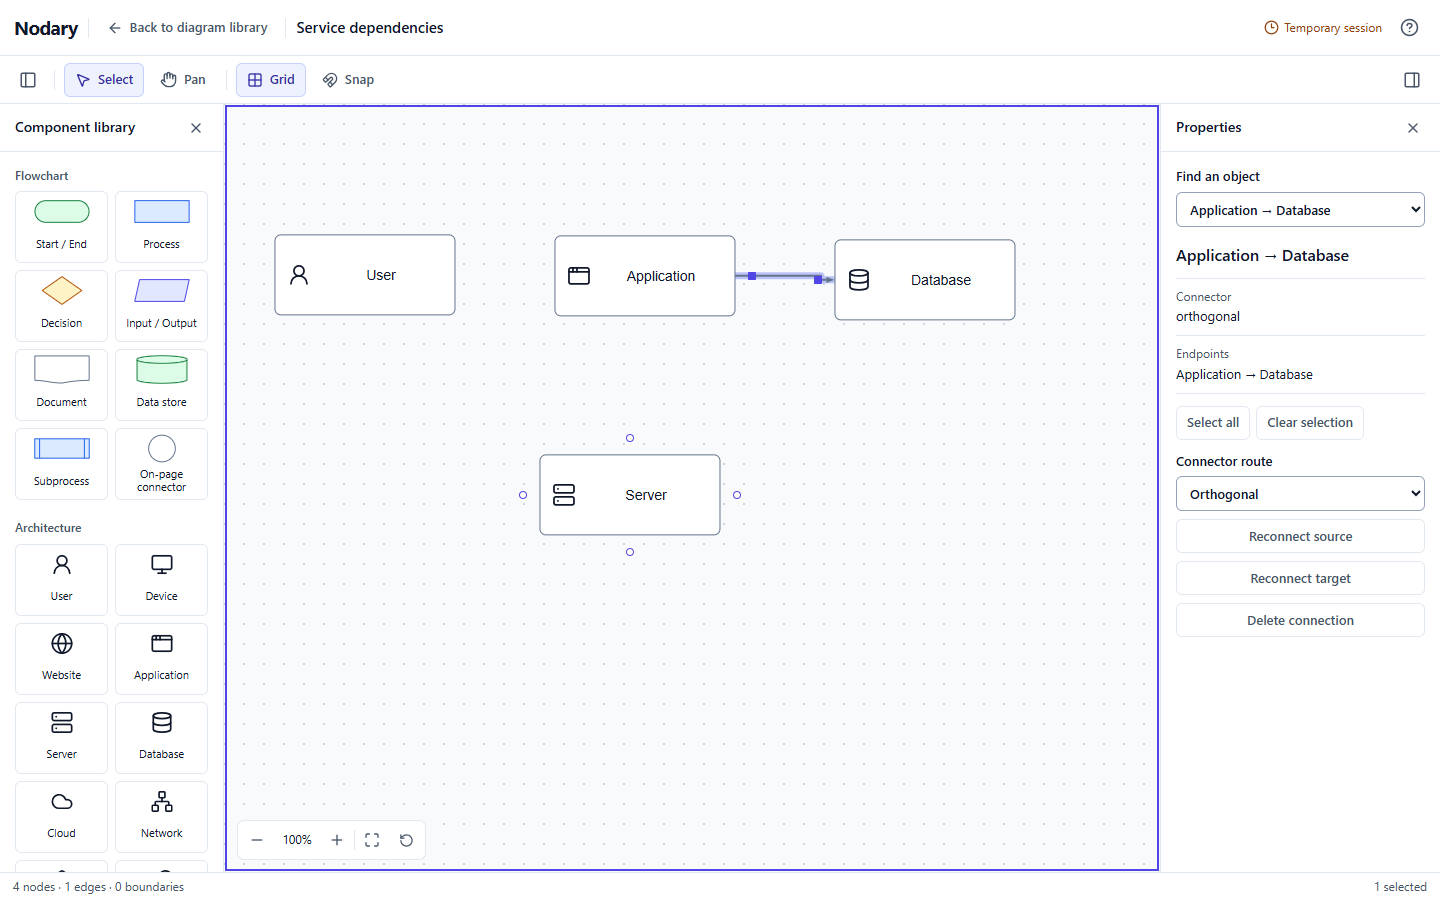 Nodary
Back to diagram library
Service dependencies
Temporary session
Select
Pan
Grid
Snap
Component library
Flowchart
Start / End
Process
Decision
Input / Output
Document
Data store
Subprocess
On-page
connector
Architecture
User
Device
Website
Application
Server
Database
Cloud
Network
User
Application
Database
Server
100%
Properties
Find an object
Application → Database
Application → Database
Connector
orthogonal
Endpoints
Application → Database
Select all
Clear selection
Connector route
Orthogonal
Reconnect source
Reconnect target
Delete connection
4 nodes · 1 edges · 0 boundaries
1 selected